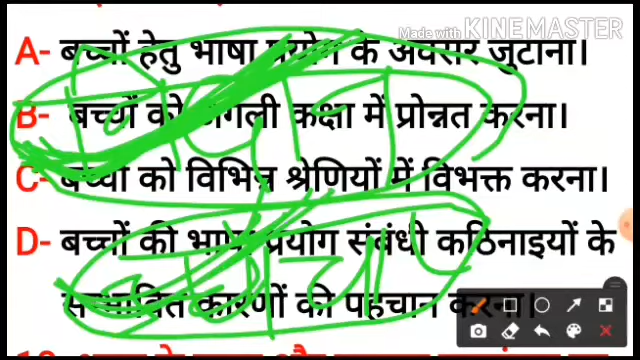 Made with KINEMASTER
A- बच्चों हेतु भाषा प्रयोग के अवसर जुटाना।
B- बच्चों को अगली कक्षा में प्रोन्नत करना।
C- बच्चों को विभिन्न श्रेणियों में विभक्त करना।
D- बच्चों की भाषा प्रयोग संबंधी कठिनाइयों के
सम्भावित कारणों की पहचान करना।